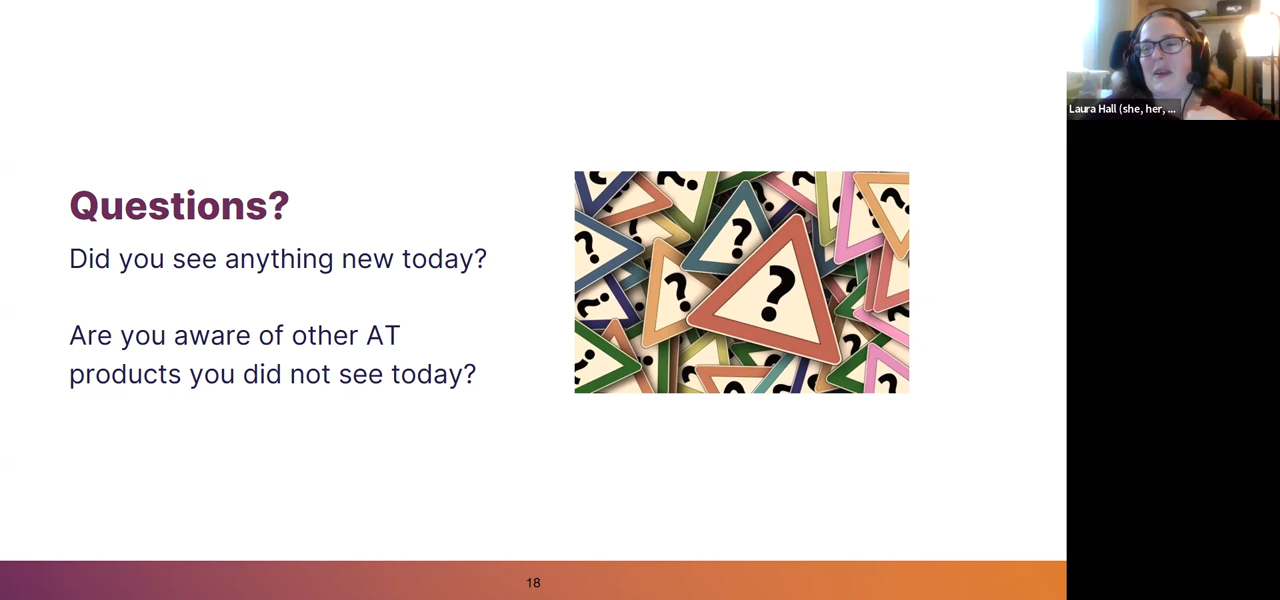 Questions?
Did you see anything new today?
Are you aware of other AT
products you did not see today?
18
Laura Hall (she, her, ...